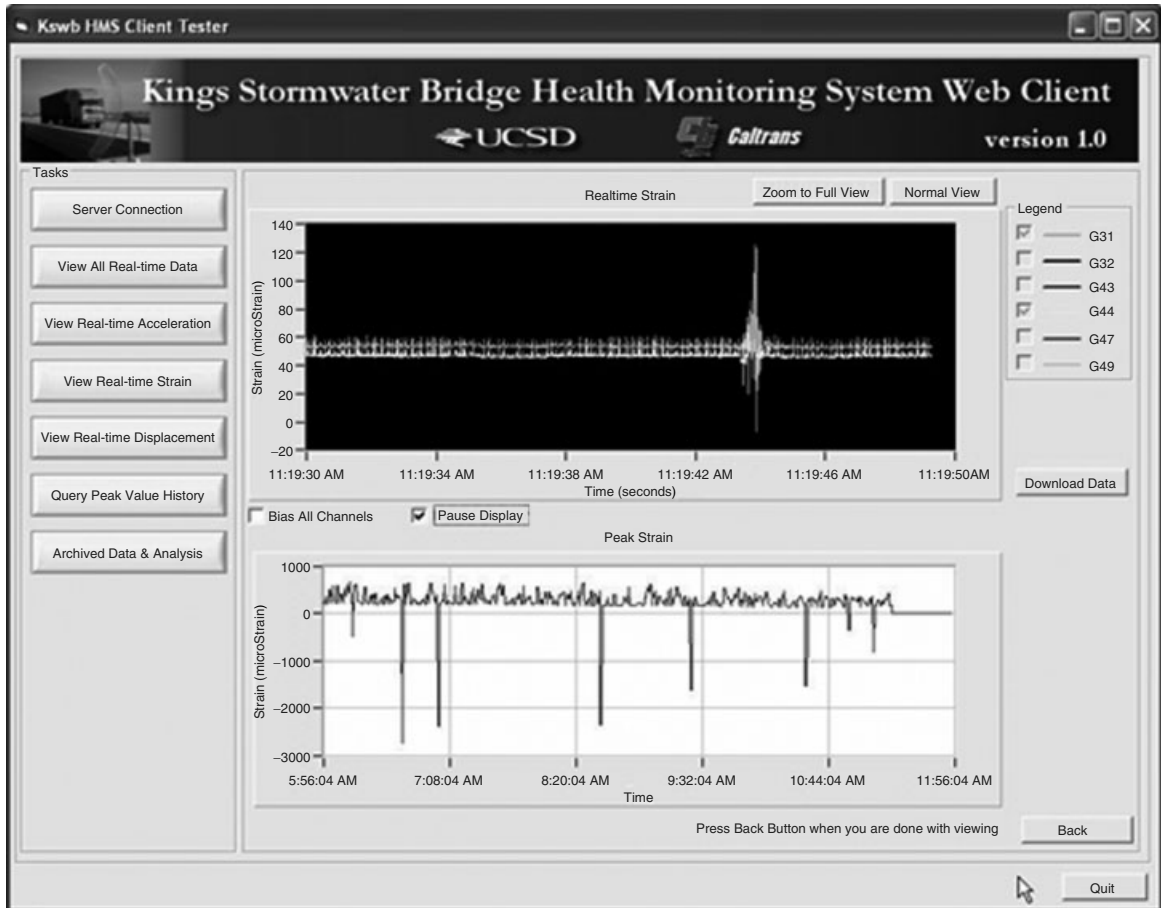 Kswb HMS Client Tester
Kings Stormwater Bridge Health Monitoring System Web Client
UCSD
Caltrans
version 1.0
Tasks
Server Connection
View All Real-time Data
View Real-time Acceleration
View Real-time Strain
View Real-time Displacement
Query Peak Value History
Archived Data & Analysis
Realtime Strain
Zoom to Full View
Normal View
Strain (microStrain)
140
120
100
80
60
40
20
0
−20
11:19:30 AM
11:19:34 AM
11:19:38 AM
11:19:42 AM
11:19:46 AM
11:19:50AM
Time (seconds)
Legend
G31
G32
G43
G44
G47
G49
Download Data
Bias All Channels
Pause Display
Peak Strain
Strain (microStrain)
1000
0
−1000
−2000
−3000
5:56:04 AM
7:08:04 AM
8:20:04 AM
9:32:04 AM
10:44:04 AM
11:56:04 AM
Time
Press Back Button when you are done with viewing
Back
Quit